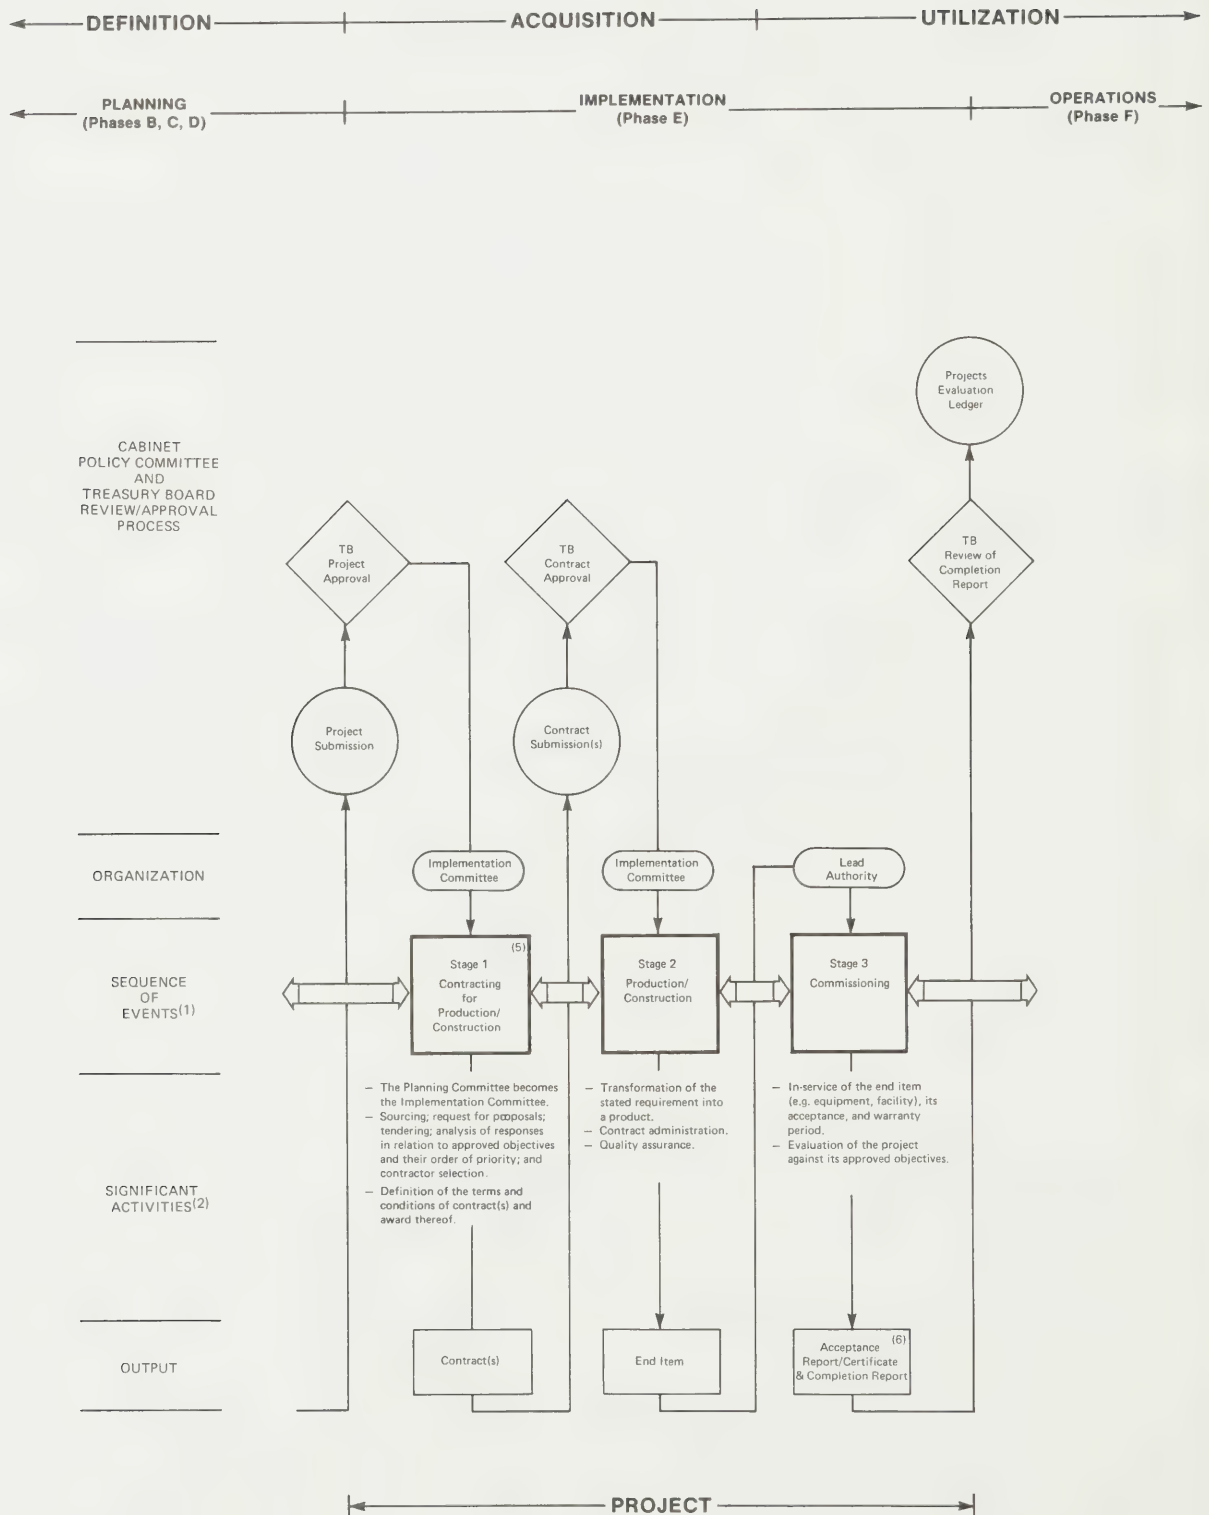 DEFINITION
ACQUISITION
UTILIZATION
PLANNING
(Phases B, C, D)
IMPLEMENTATION
(Phase E)
OPERATIONS
(Phase F)
CABINET
POLICY COMMITTEE
AND
TREASURY BOARD
REVIEW/APPROVAL
PROCESS
TB
Project
Approval
TB
Contract
Approval
Projects
Evaluation
Ledger
TB
Review of
Completion
Report
Project
Submission
Contract
Submission(s)
ORGANIZATION
Implementation
Committee
Implementation
Committee
Lead
Authority
SEQUENCE
OF
EVENTS(1)
(5)
Stage 1
Contracting
for
Production/
Construction
Stage 2
Production/
Construction
Stage 3
Commissioning
SIGNIFICANT
ACTIVITIES(2)
– The Planning Committee becomes
the Implementation Committee.
– Sourcing; request for poposals;
tendering; analysis of responses
in relation to approved objectives
and their order of priority; and
contractor selection.
– Definition of the terms and
conditions of contract(s) and
award thereof.
– Transformation of the
stated requirement into
a product.
– Contract administration.
– Quality assurance.
– In-service of the end item
(e.g. equipment, facility), its
acceptance, and warranty
period.
– Evaluation of the project
against its approved objectives.
OUTPUT
Contract(s)
End Item
(6)
Acceptance
Report/Certificate
& Completion Report
PROJECT